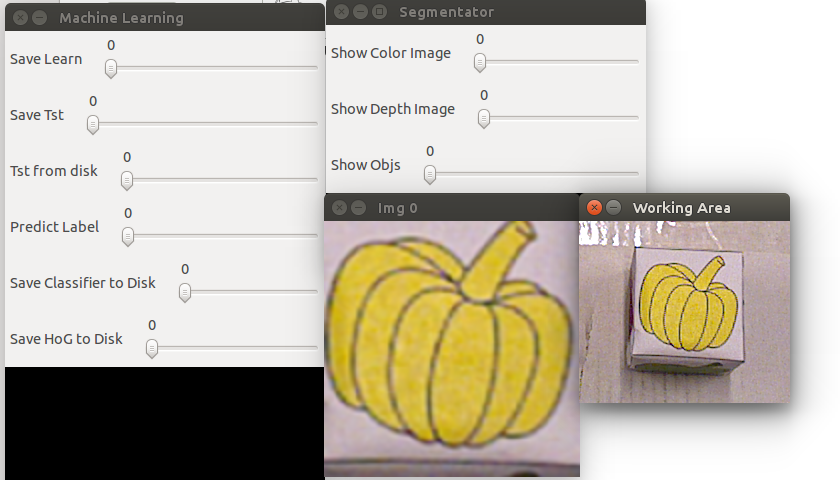 Machine Learning
Save Learn
0
Save Tst
0
Tst from disk
0
Predict Label
0
Save Classifier to Disk
0
Save HoG to Disk
0
Segmentator
Show Color Image
0
Show Depth Image
0
Show Objs
0
Img 0
Working Area